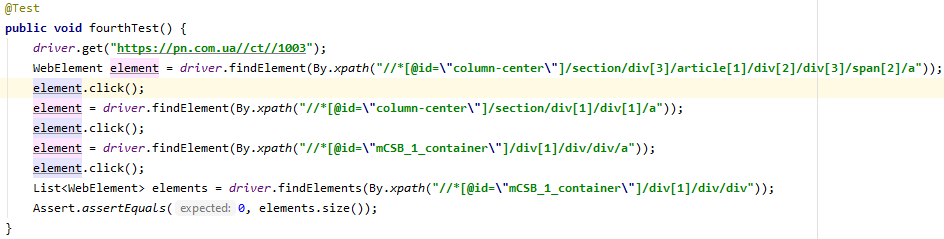 @Test
public void fourthTest() {
driver.get("https://pn.com.ua//ct//1003");
WebElement element = driver.findElement(By.xpath("//*[@id=\"column-center\"]/section/div[3]/article[1]/div[2]/div[3]/span[2]/a"));
element.click();
element = driver.findElement(By.xpath("//*[@id=\"column-center\"]/section/div[1]/div[1]/a"));
element.click();
element = driver.findElement(By.xpath("//*[@id=\"mCSB_1_container\"]/div[1]/div/div/a"));
element.click();
List<WebElement> elements = driver.findElements(By.xpath("//*[@id=\"mCSB_1_container\"]/div[1]/div/div"));
Assert.assertEquals( expected: 0, elements.size());
}